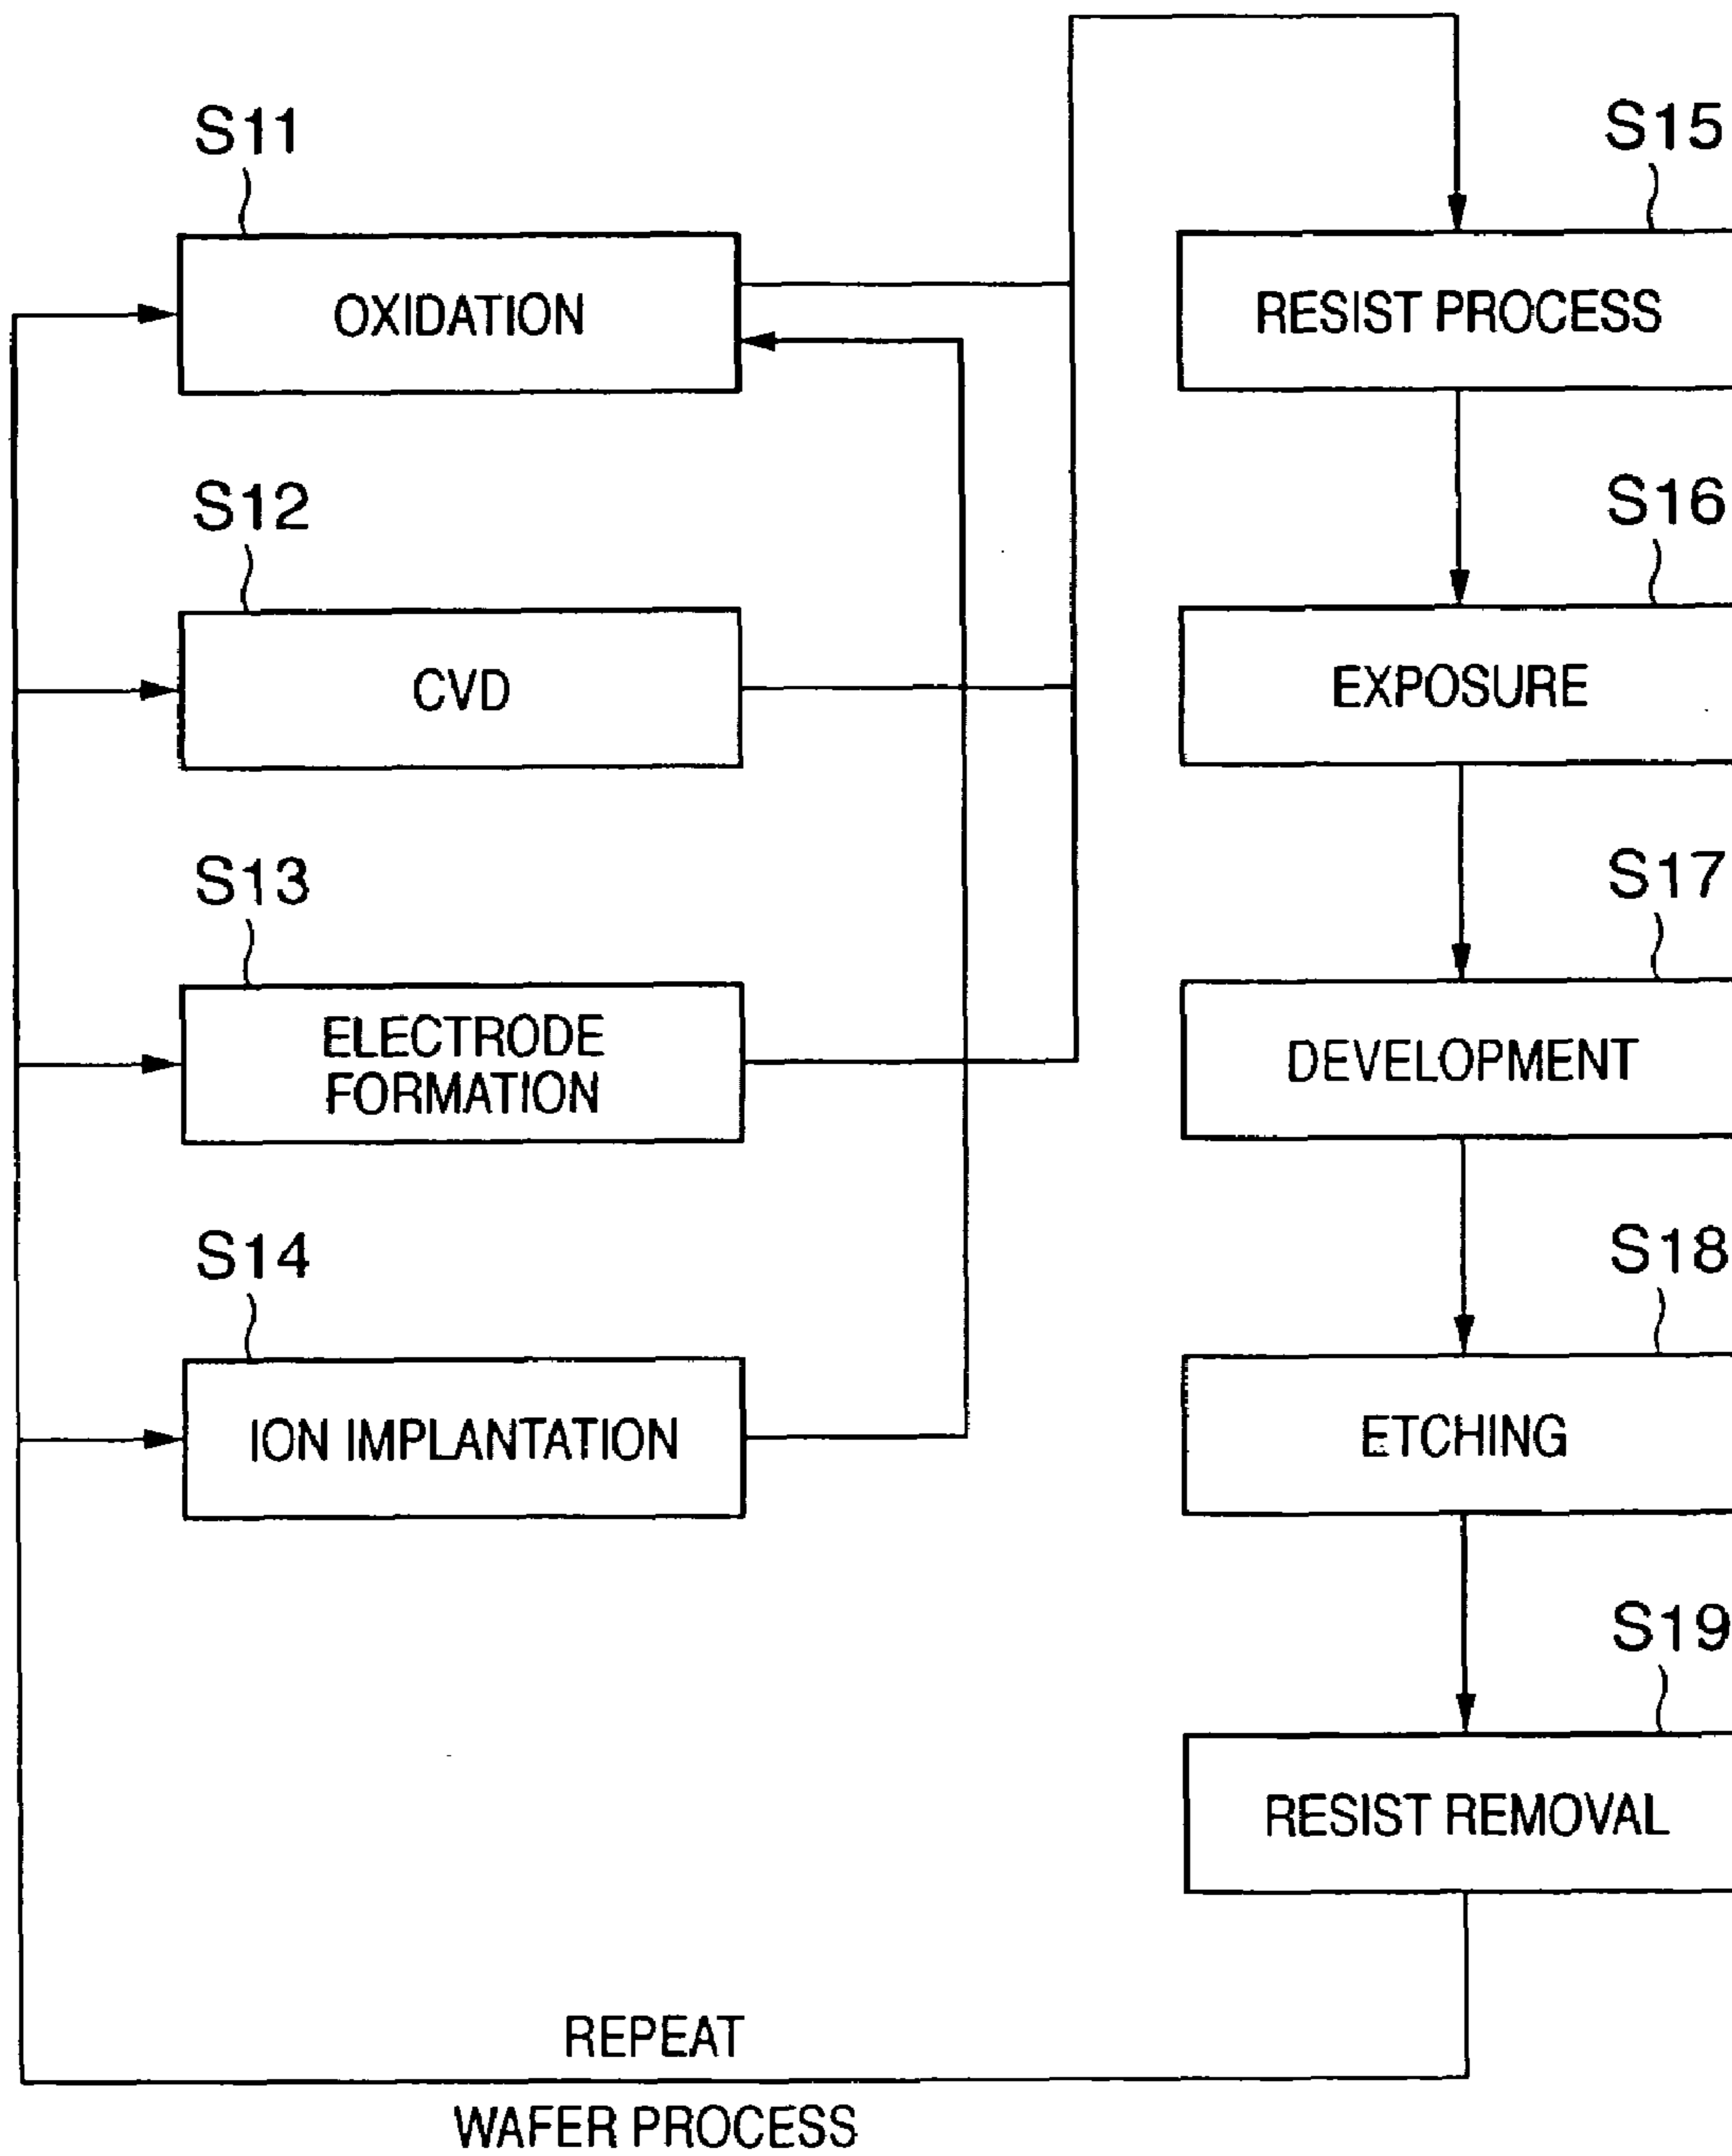 S11
OXIDATION
S12
CVD
S13
ELECTRODE
FORMATION
S14
ION IMPLANTATION
S15
RESIST PROCESS
S16
EXPOSURE
S17
DEVELOPMENT
S18
ETCHING
S19
RESIST REMOVAL
REPEAT
WAFER PROCESS